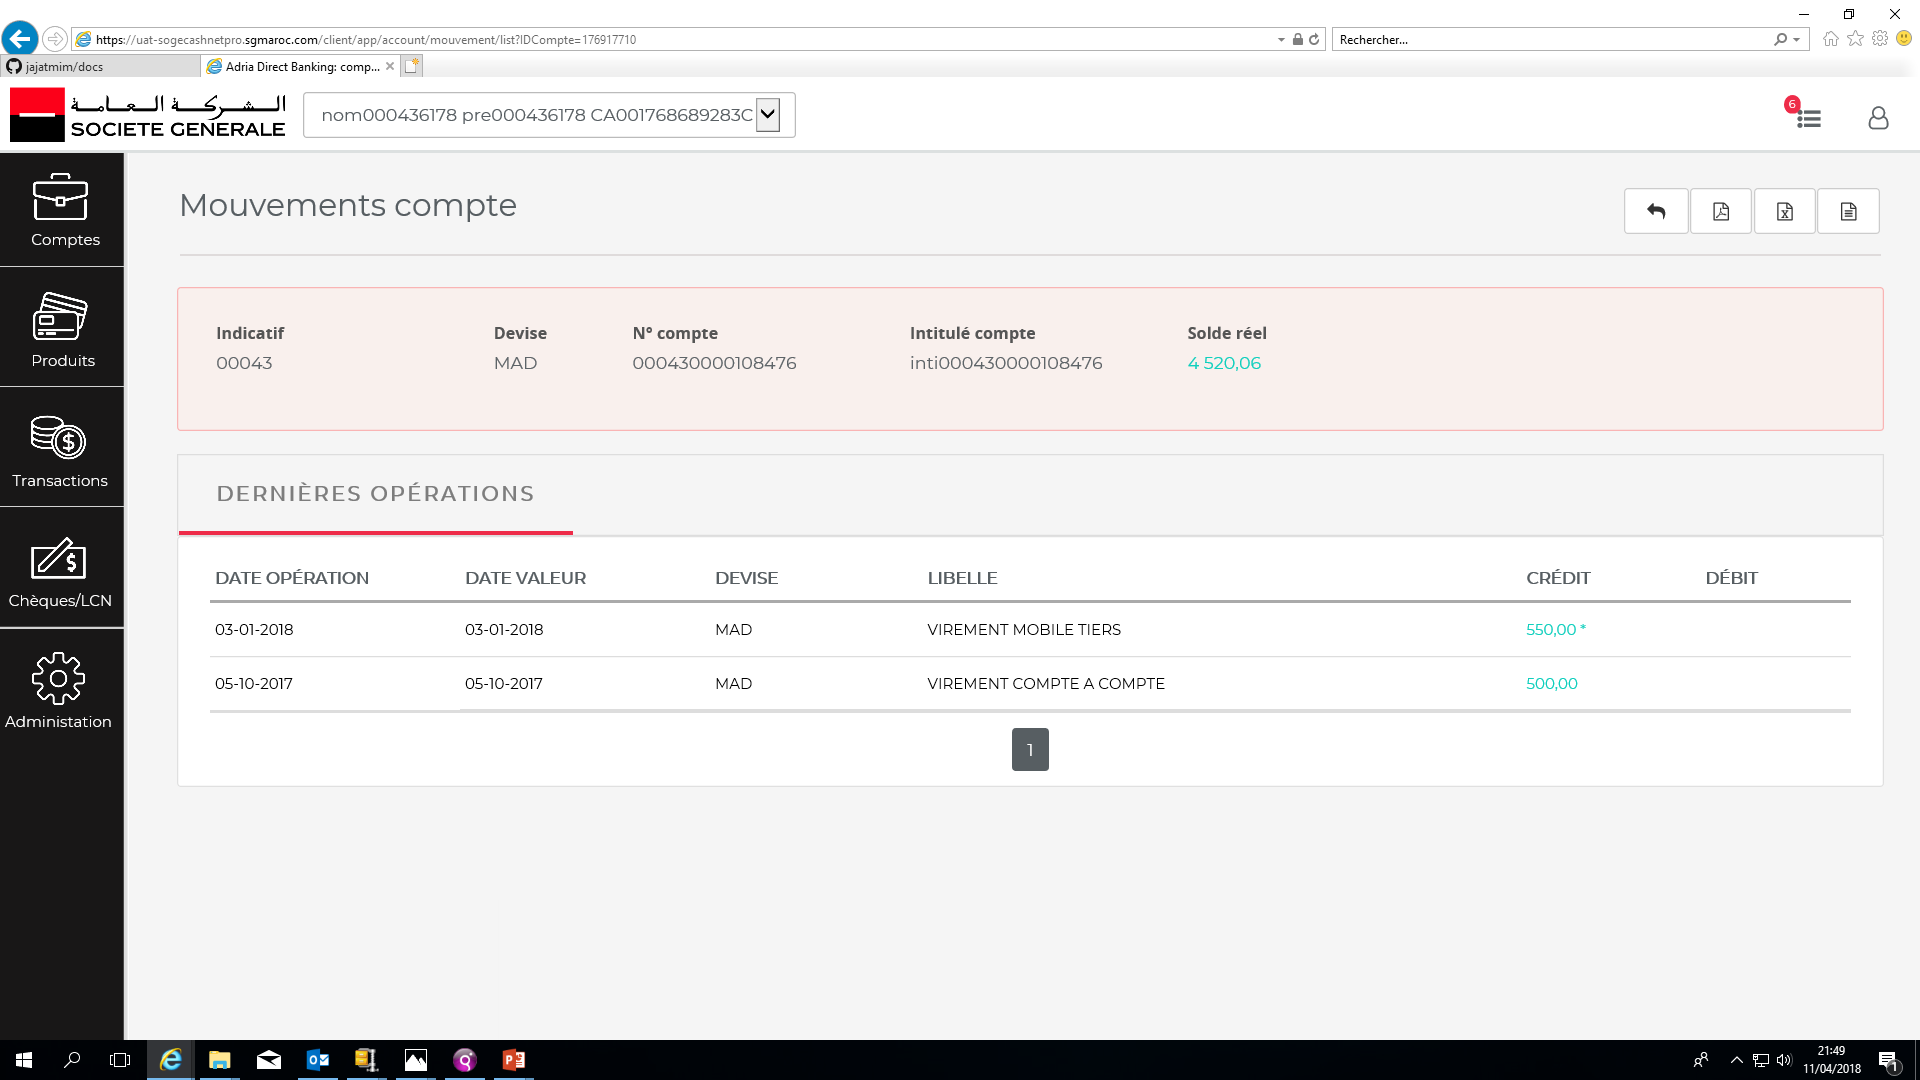 https://uat-sogecashnetpro.sgmaroc.com/client/app/account/mouvement/list?IDCompte=176917710
Rechercher...
jajatmim/docs
Adria Direct Banking: comp...
الشركة العامة
SOCIETE GENERALE
nom000436178 pre000436178 CA001768689283C
6
Comptes
Produits
Transactions
Chèques/LCN
Administation
Mouvements compte
Indicatif Devise N° compte Intitulé compte Solde réel
00043 MAD 000430000108476 inti000430000108476 4 520,06
DERNIÈRES OPÉRATIONS
DATE OPÉRATION DATE VALEUR DEVISE LIBELLE CRÉDIT DÉBIT
03-01-2018 03-01-2018 MAD VIREMENT MOBILE TIERS 550,00 *
05-10-2017 05-10-2017 MAD VIREMENT COMPTE A COMPTE 500,00
1
21:49
11/04/2018
1